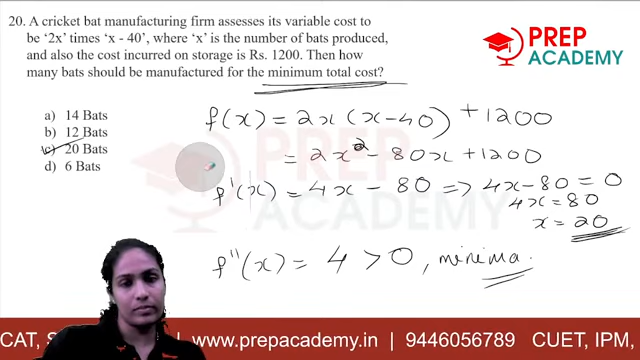 20. A cricket bat manufacturing firm assesses its variable cost to
be ‘2x’ times ‘x - 40’, where ‘x’ is the number of bats produced,
and also the cost incurred on storage is Rs. 1200. Then how
many bats should be manufactured for the minimum total cost?
PREP
ACADEMY
a) 14 Bats
b) 12 Bats
c) 20 Bats
d) 6 Bats
f(x) = 2x (x-40) + 1200
= 2x² - 80x + 1200
f'(x) = 4x - 80 => 4x-80 = 0
4x = 80
x = 20
f''(x) = 4 > 0, minima.
PREP
ACADEMY
CAT, S www.prepacademy.in | 9446056789 CUET, IPM,